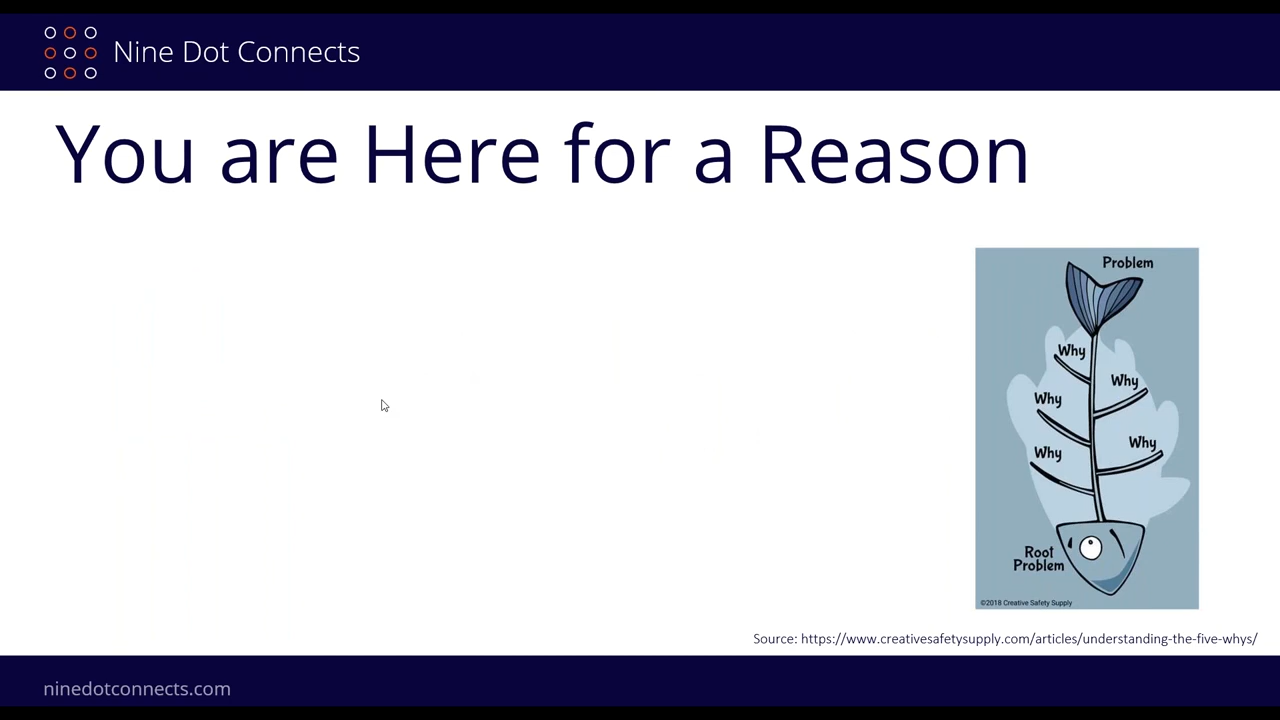 Nine Dot Connects
You are Here for a Reason
Problem
Why
Why
Why
Why
Why
Root
Problem
©2018 Creative Safety Supply
Source: https://www.creativesafetysupply.com/articles/understanding-the-five-whys/
ninedotconnects.com